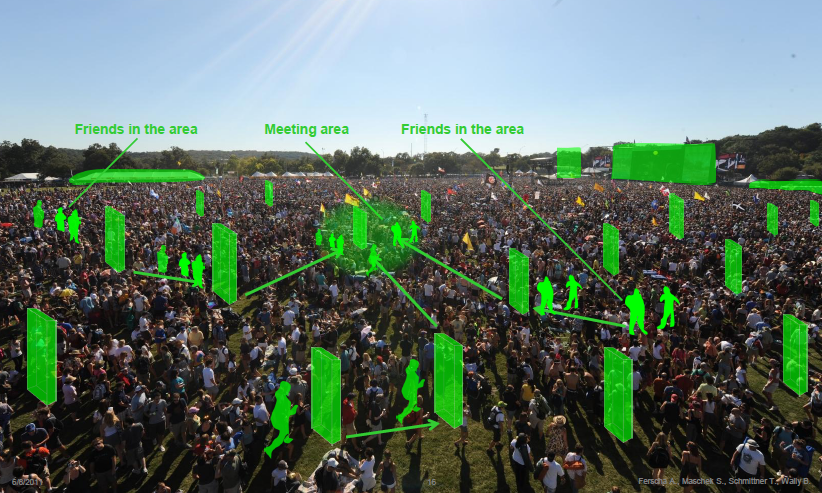 Friends in the area
Meeting area
Friends in the area
6/8/2011
16
Ferscha A., Maschek S., Schmittner T., Wally B.